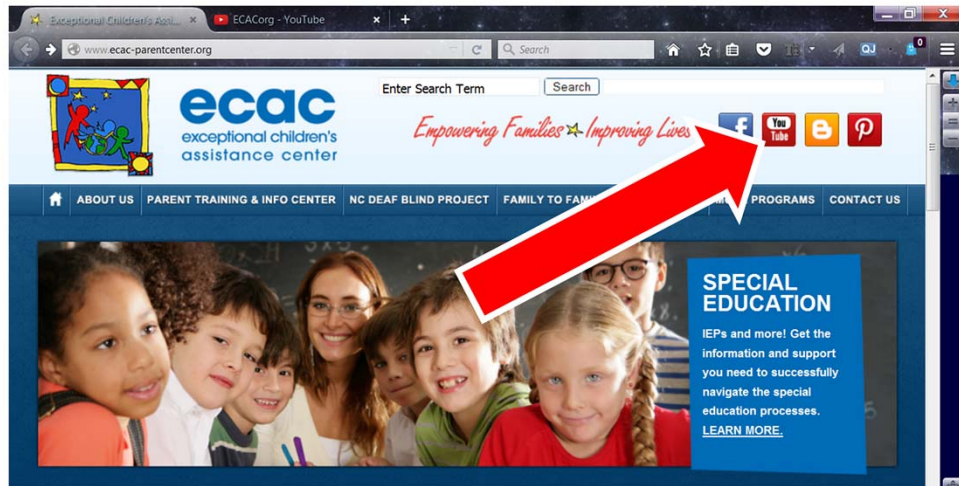 Exceptional Children's Assi...
ECACorg - YouTube
www.ecac-parentcenter.org
Search
QJ
0
Enter Search Term
Search
ecac
exceptional children's
assistance center
Empowering Families Improving Lives
f
You
Tube
ABOUT US
PARENT TRAINING & INFO CENTER
NC DEAF BLIND PROJECT
FAMILY TO
PROGRAMS
CONTACT US
SPECIAL
EDUCATION
IEPs and more! Get the
information and support
you need to successfully
navigate the special
education processes.
LEARN MORE.